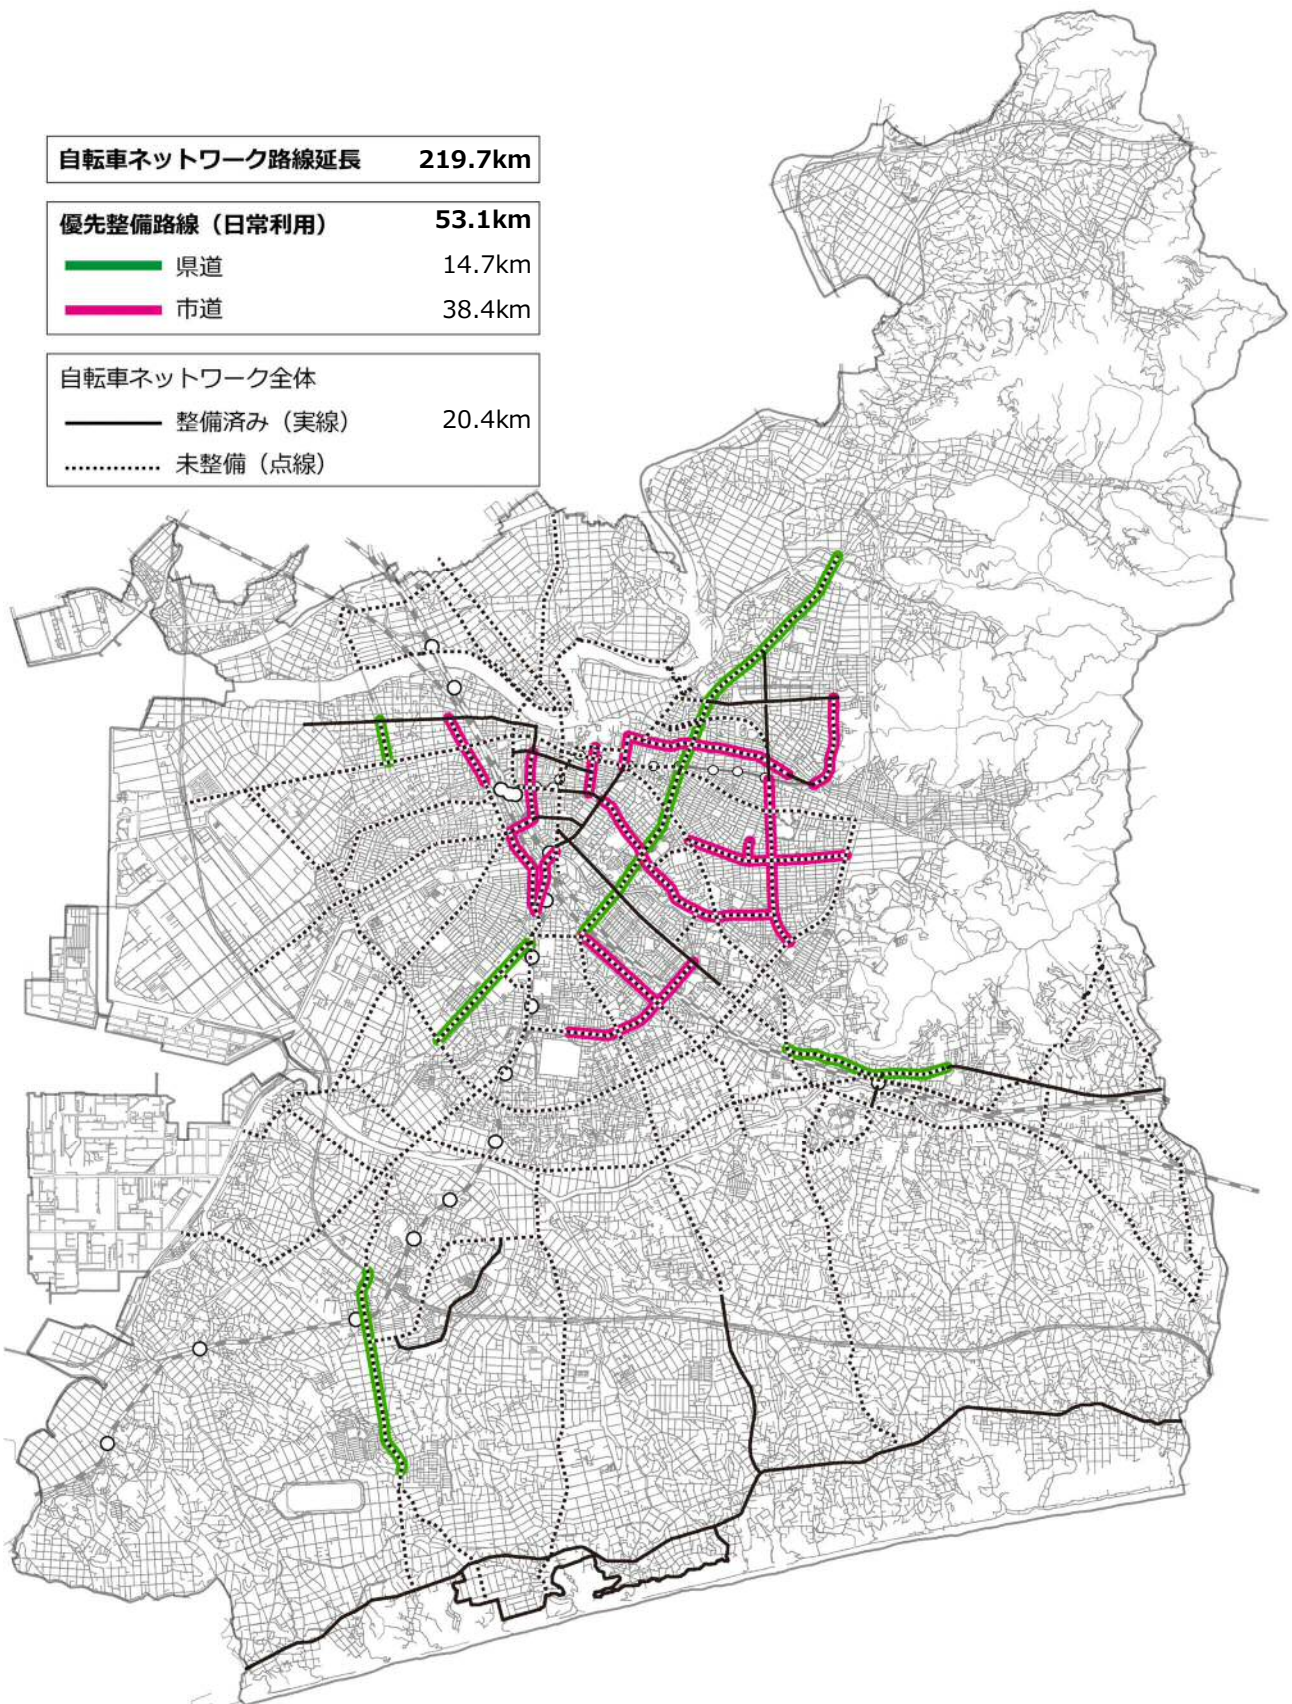 自転車ネットワーク路線延長 219.7km
優先整備路線（日常利用） 53.1km
県道 14.7km
市道 38.4km
自転車ネットワーク全体
整備済み（実線） 20.4km
未整備（点線）